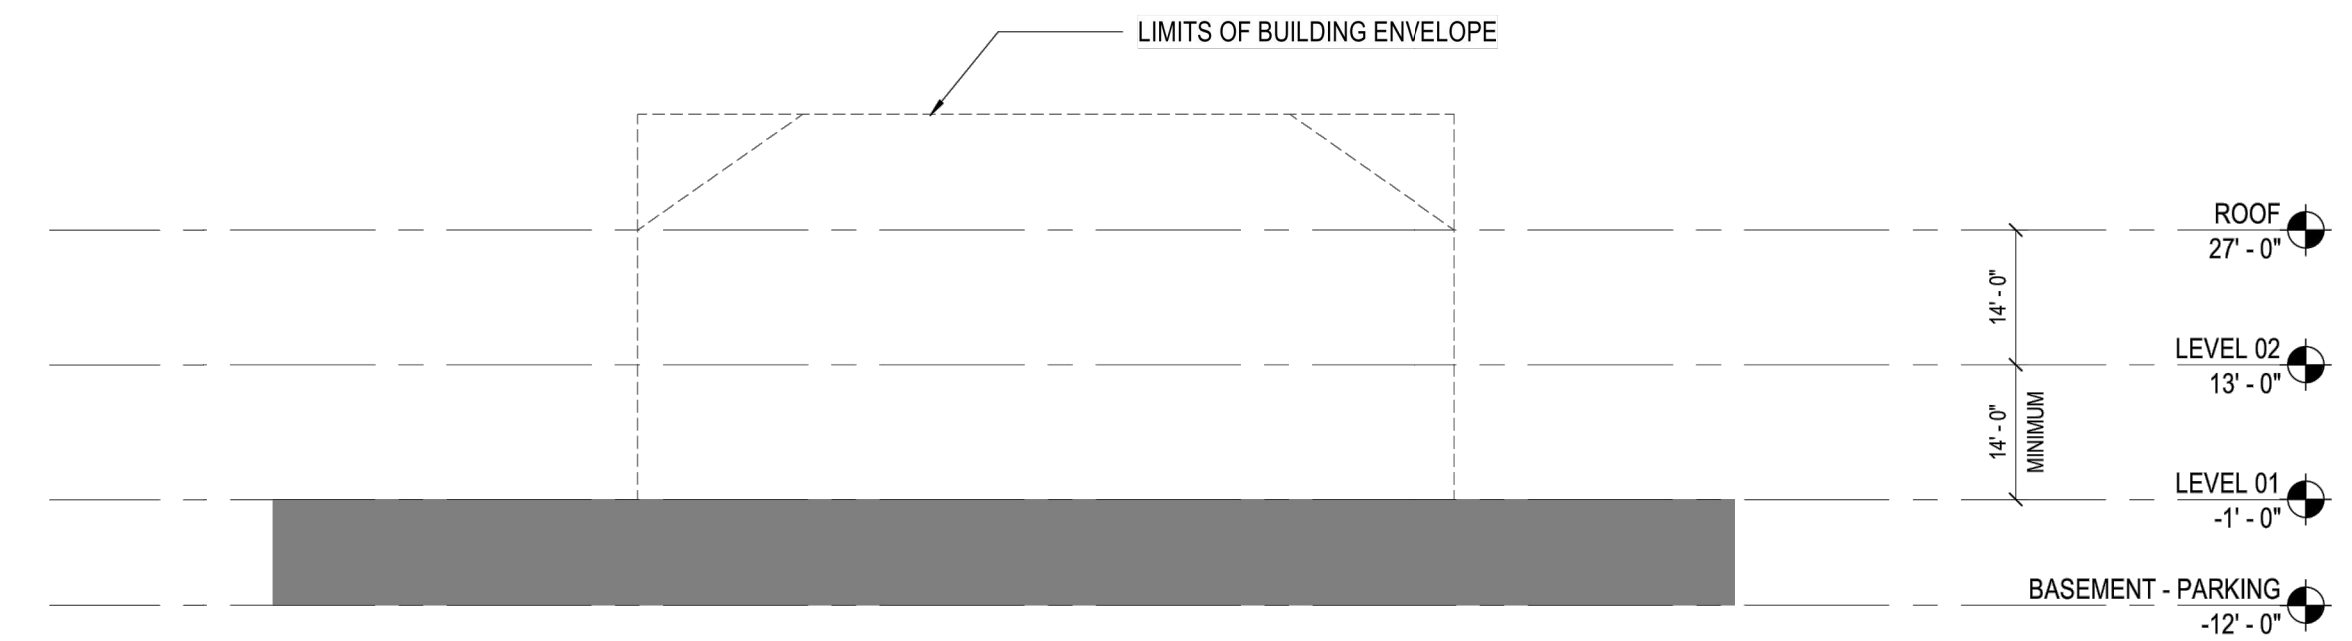 LIMITS OF BUILDING ENVELOPE
ROOF
27' - 0"
14' - 0"
LEVEL 02
13' - 0"
14' - 0"
MINIMUM
LEVEL 01
-1' - 0"
BASEMENT - PARKING
-12' - 0"